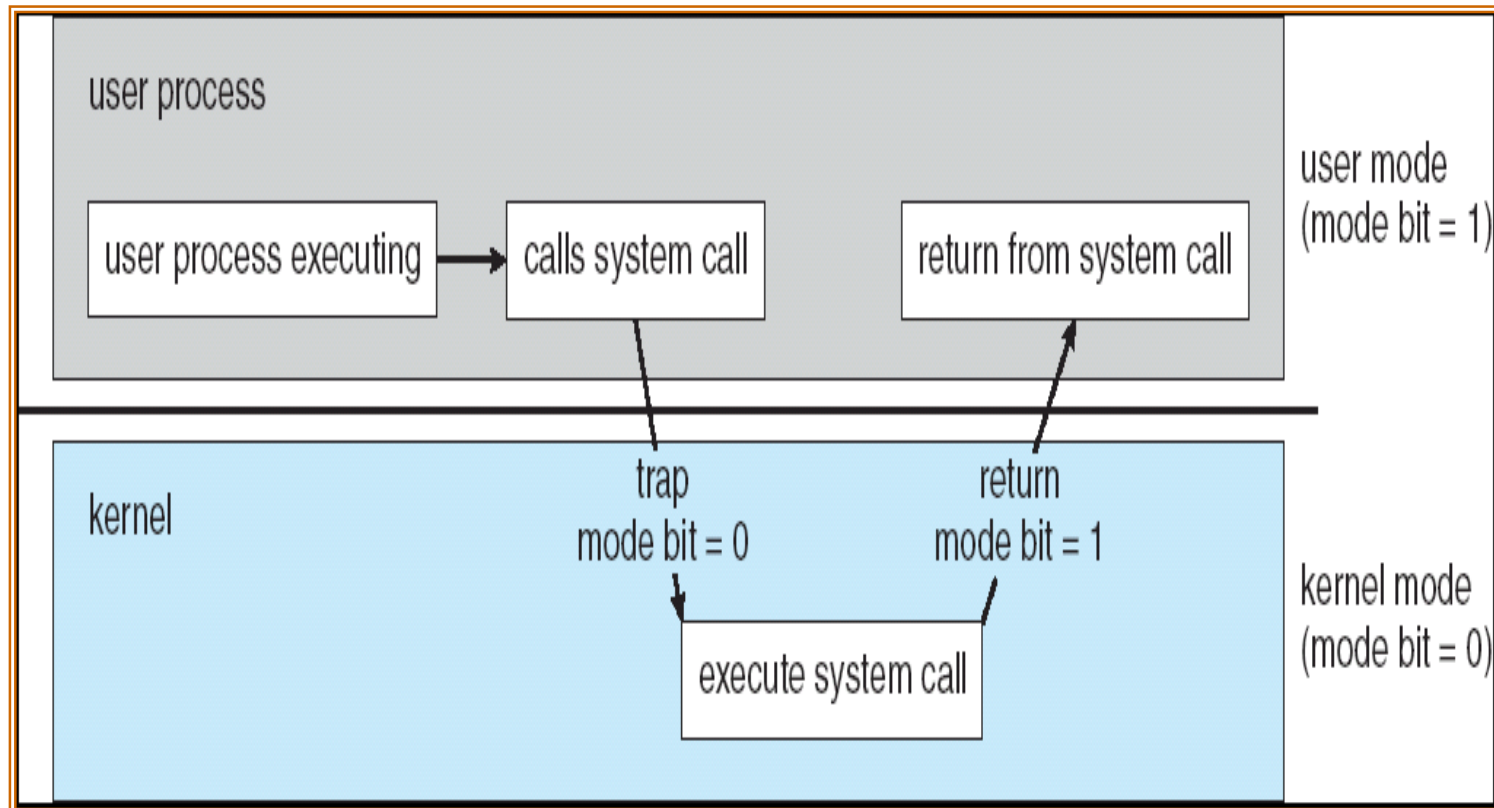 user process
user process executing
calls system call
return from system call
user mode
(mode bit = 1)
kernel
trap
mode bit = 0
return
mode bit = 1
execute system call
kernel mode
(mode bit = 0)